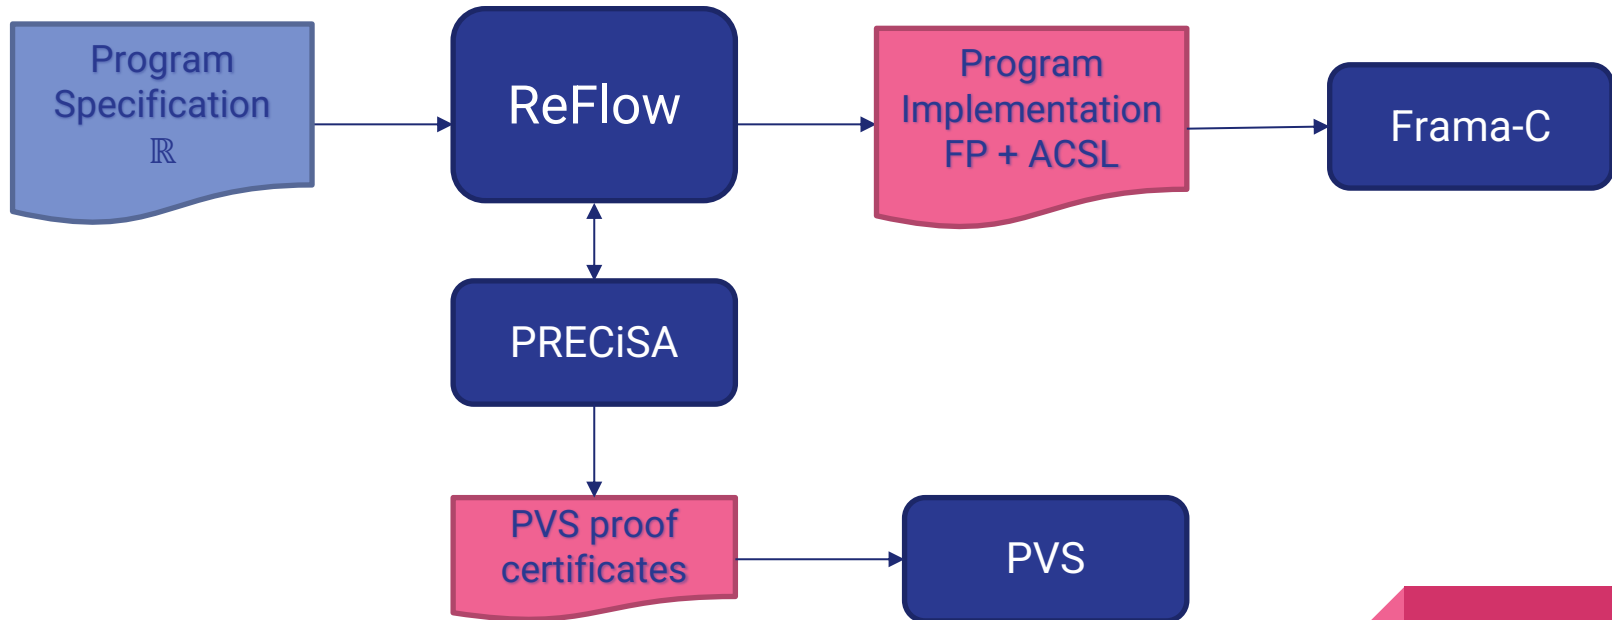 Program
Specification
ℝ
ReFlow
Program
Implementation
FP + ACSL
Frama-C
PRECiSA
PVS proof
certificates
PVS